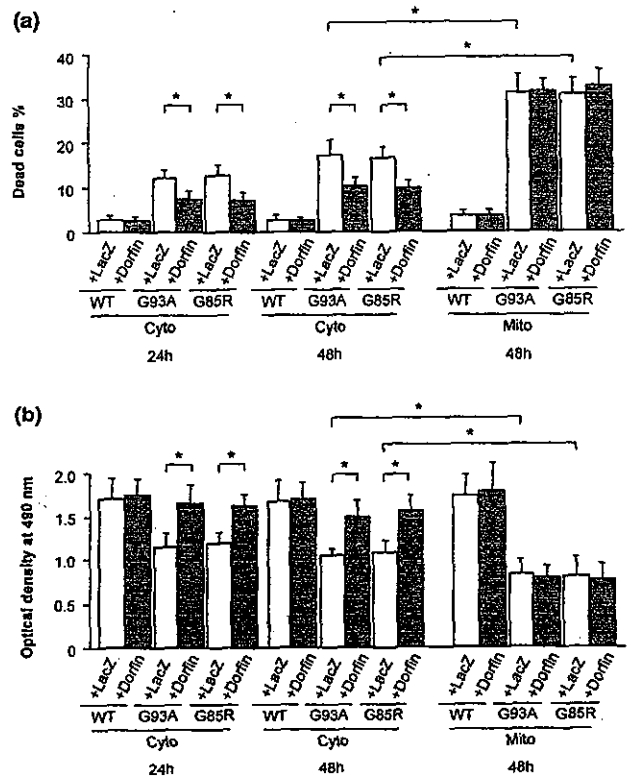 (a)
* *
* * * *
Dead cells %
40
30
20
10
0
+LacZ +Dorfin +LacZ +Dorfin +LacZ +Dorfin +LacZ +Dorfin +LacZ +Dorfin +LacZ +Dorfin +LacZ +Dorfin +LacZ +Dorfin +LacZ +Dorfin
WT G93A G85R WT G93A G85R WT G93A G85R
Cyto Cyto Mito
24h 48h 48h
(b)
* *
* * * *
Optical density at 490 nm
2.0
1.5
1.0
0.5
0
+LacZ +Dorfin +LacZ +Dorfin +LacZ +Dorfin +LacZ +Dorfin +LacZ +Dorfin +LacZ +Dorfin +LacZ +Dorfin +LacZ +Dorfin +LacZ +Dorfin
WT G93A G85R WT G93A G85R WT G93A G85R
Cyto Cyto Mito
24h 48h 48h